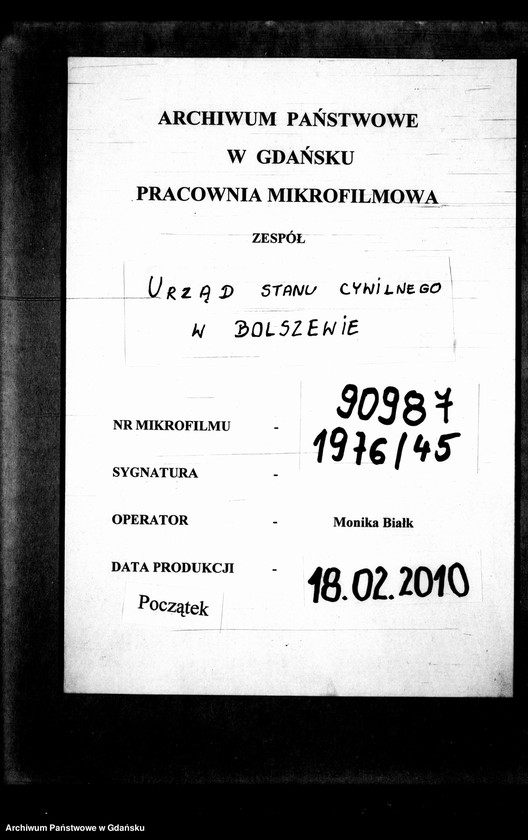 ARCHIWUM PAŃSTWOWE
W GDAŃSKU
PRACOWNIA MIKROFILMOWA
ZESPÓŁ
URZĄD STANU CYWILNEGO
W BOLSZEWIE
NR MIKROFILMU - 90987
SYGNATURA - 1976/45
OPERATOR - Monika Białk
DATA PRODUKCJI - 18.02.2010
Początek
Archiwum Państwowe w Gdańsku